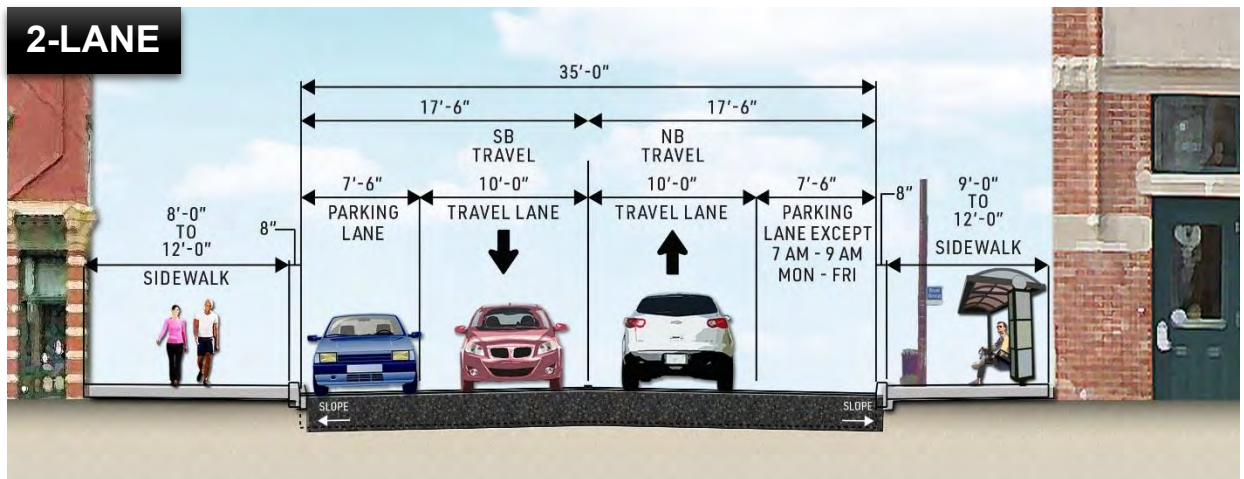 2-LANE
35'-0"
17'-6"
17'-6"
SB
TRAVEL
NB
TRAVEL
7'-6"
10'-0"
10'-0"
7'-6"
PARKING
LANE
TRAVEL LANE
TRAVEL LANE
PARKING
LANE EXCEPT
7 AM - 9 AM
MON - FRI
8'-0"
TO
12'-0"
SIDEWALK
8"
8"
9'-0"
TO
12'-0"
SIDEWALK
SLOPE
SLOPE